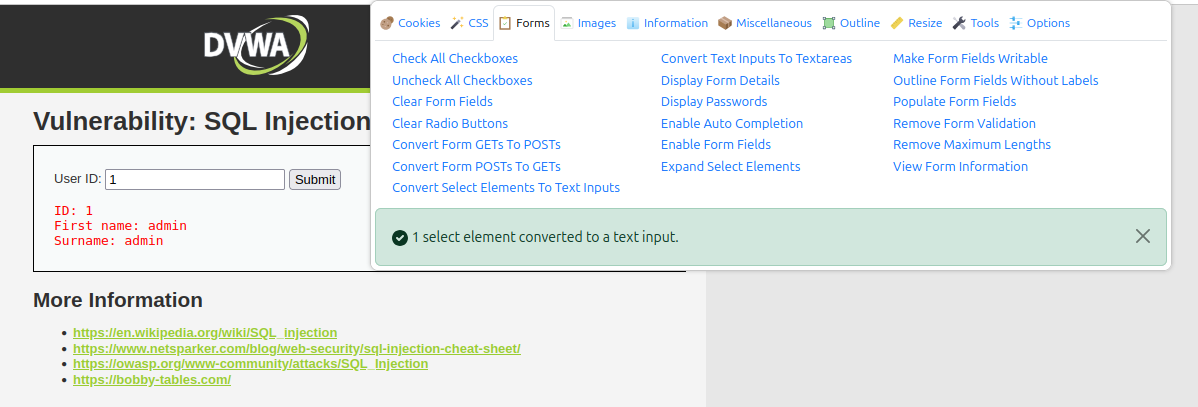 DVWA
Cookies CSS Forms Images Information Miscellaneous Outline Resize Tools Options
Check All Checkboxes
Uncheck All Checkboxes
Clear Form Fields
Clear Radio Buttons
Convert Form GETs To POSTs
Convert Form POSTs To GETs
Convert Select Elements To Text Inputs
Convert Text Inputs To Textareas
Display Form Details
Display Passwords
Enable Auto Completion
Enable Form Fields
Expand Select Elements
Make Form Fields Writable
Outline Form Fields Without Labels
Populate Form Fields
Remove Form Validation
Remove Maximum Lengths
View Form Information
1 select element converted to a text input.
Vulnerability: SQL Injection
User ID: 1 Submit
ID: 1
First name: admin
Surname: admin
More Information
https://en.wikipedia.org/wiki/SQL_injection
https://www.netsparker.com/blog/web-security/sql-injection-cheat-sheet/
https://owasp.org/www-community/attacks/SQL_Injection
https://bobby-tables.com/